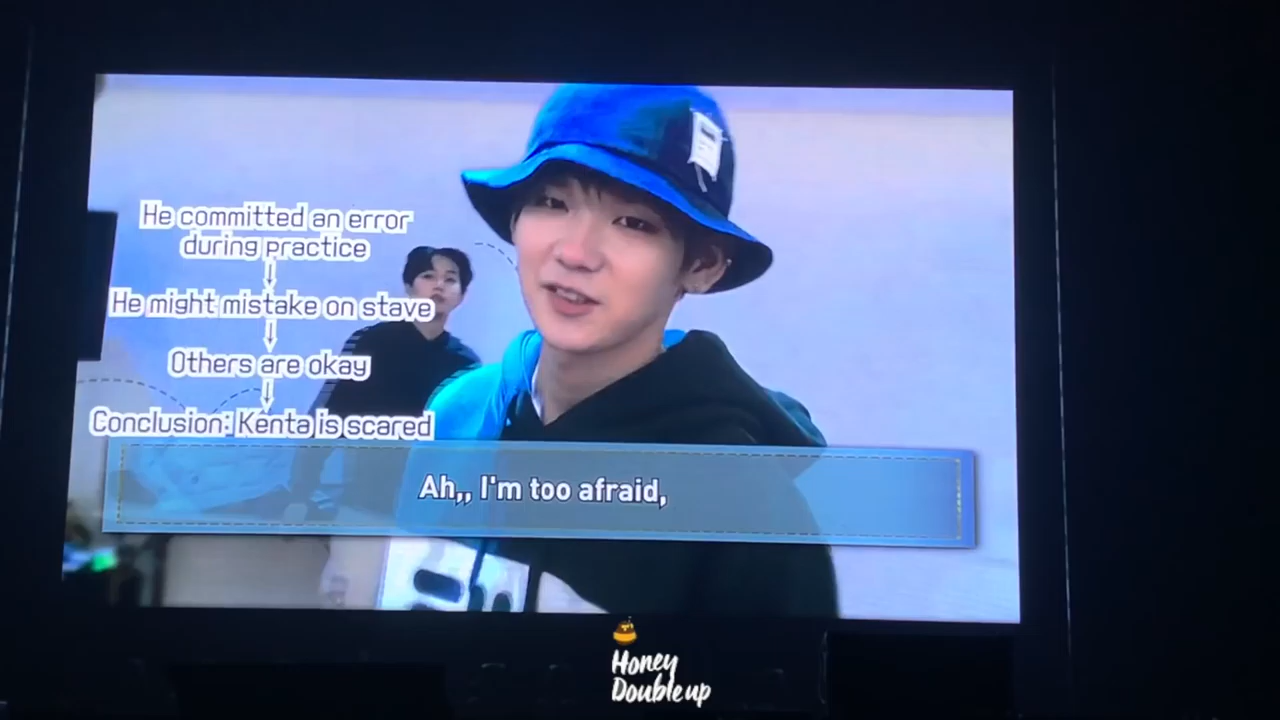 He committed an error
during practice
He might mistake on stave
Others are okay
Conclusion: Kenta is scared
Ah,, I'm too afraid,
Honey
Doubleup